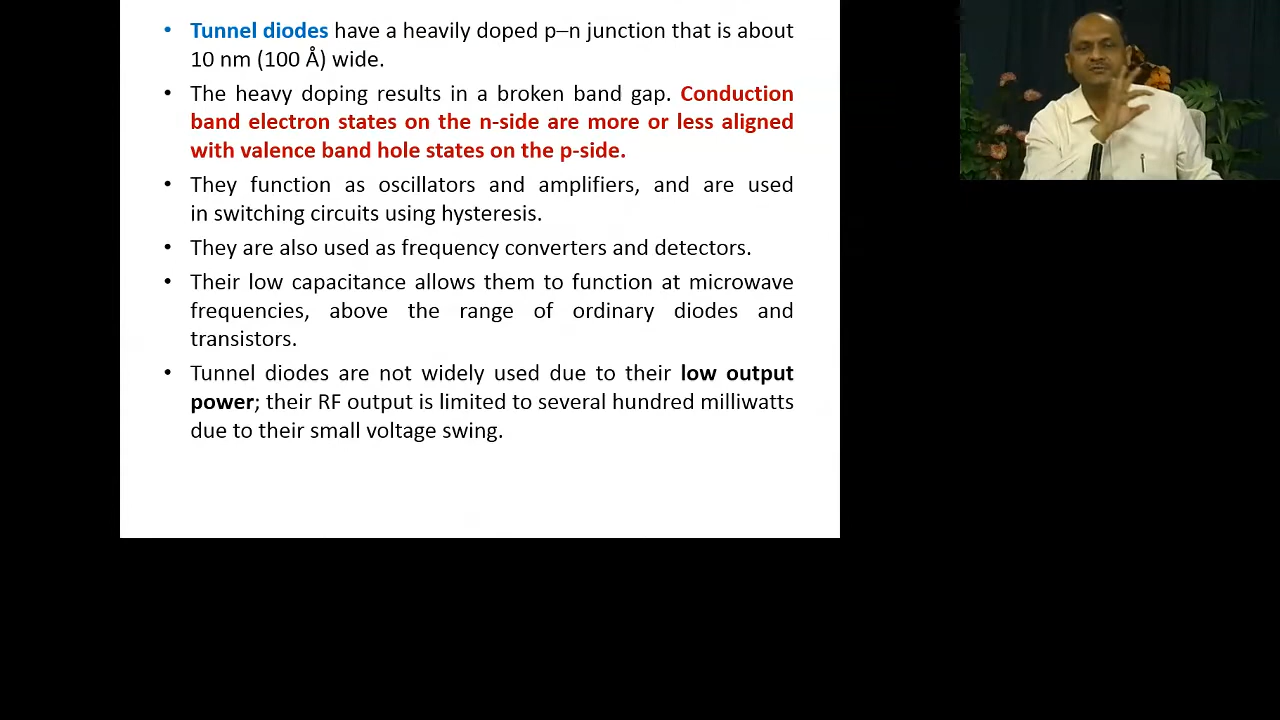 • Tunnel diodes have a heavily doped p–n junction that is about
10 nm (100 Å) wide.
• The heavy doping results in a broken band gap. Conduction
band electron states on the n-side are more or less aligned
with valence band hole states on the p-side.
• They function as oscillators and amplifiers, and are used
in switching circuits using hysteresis.
• They are also used as frequency converters and detectors.
• Their low capacitance allows them to function at microwave
frequencies, above the range of ordinary diodes and
transistors.
• Tunnel diodes are not widely used due to their low output
power; their RF output is limited to several hundred milliwatts
due to their small voltage swing.